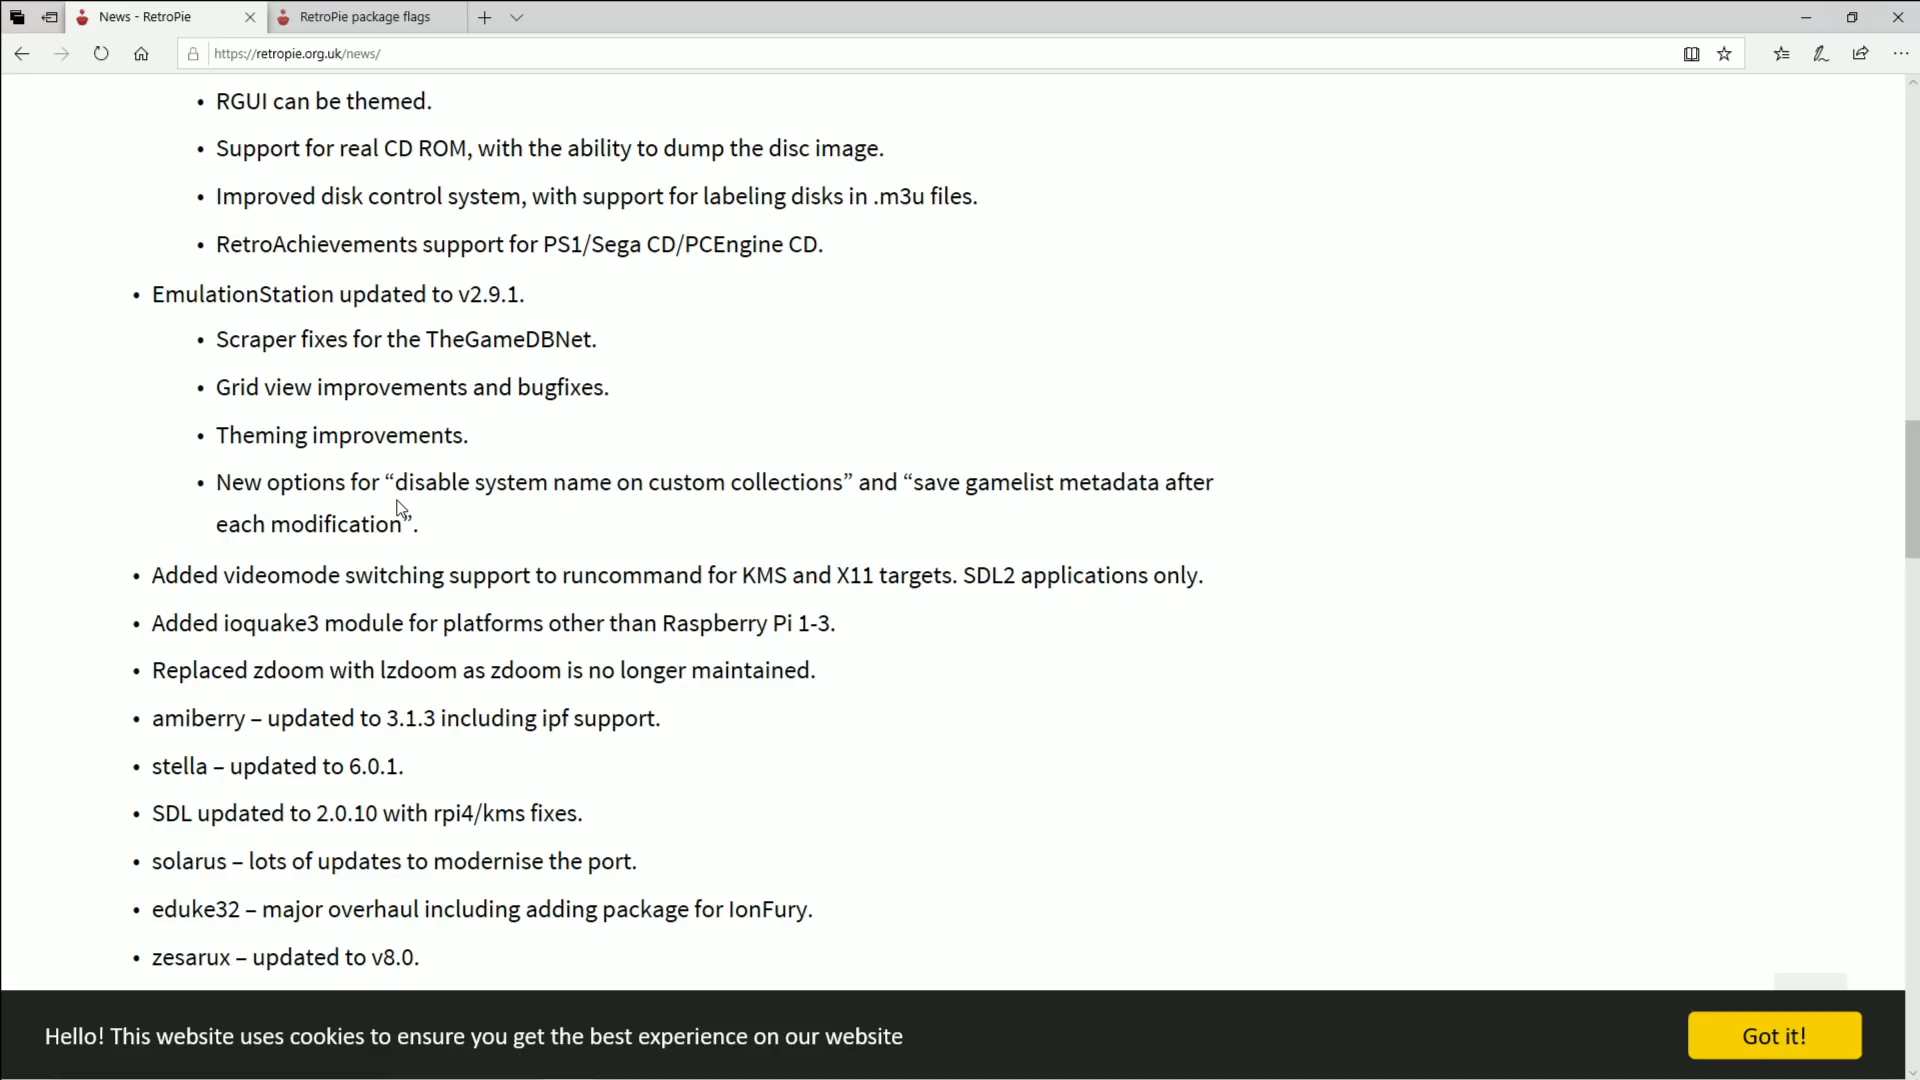 News - RetroPie
RetroPie package flags
https://retropie.org.uk/news/
• RGUI can be themed.
• Support for real CD ROM, with the ability to dump the disc image.
• Improved disk control system, with support for labeling disks in .m3u files.
• RetroAchievements support for PS1/Sega CD/PCEngine CD.
• EmulationStation updated to v2.9.1.
• Scraper fixes for the TheGameDBNet.
• Grid view improvements and bugfixes.
• Theming improvements.
• New options for “disable system name on custom collections” and “save gamelist metadata after
each modification”.
• Added videomode switching support to runcommand for KMS and X11 targets. SDL2 applications only.
• Added ioquake3 module for platforms other than Raspberry Pi 1-3.
• Replaced zdoom with lzdoom as zdoom is no longer maintained.
• amiberry – updated to 3.1.3 including ipf support.
• stella – updated to 6.0.1.
• SDL updated to 2.0.10 with rpi4/kms fixes.
• solarus – lots of updates to modernise the port.
• eduke32 – major overhaul including adding package for IonFury.
• zesarux – updated to v8.0.
Hello! This website uses cookies to ensure you get the best experience on our website
Got it!